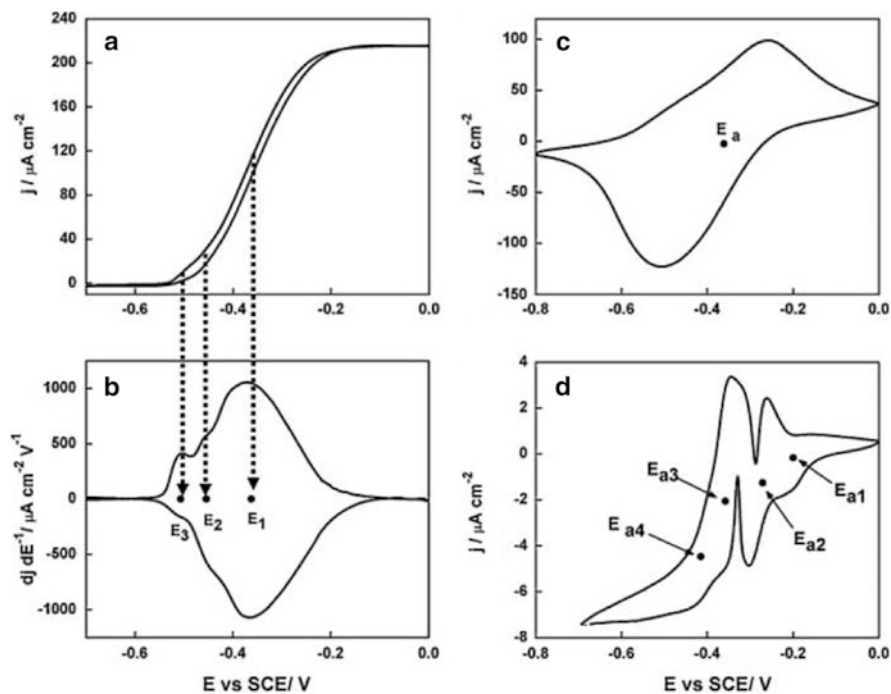 a
240
200
160
120
80
40
0
j / μA cm⁻²
-0.6
-0.4
-0.2
0.0
b
1000
500
0
-500
-1000
dj dE⁻¹/ μA cm⁻² V⁻¹
E₃
E₂
E₁
-0.6
-0.4
-0.2
0.0
E vs SCE/ V
c
100
50
0
-50
-100
-150
j / μA cm⁻²
E a
-0.8
-0.6
-0.4
-0.2
0.0
d
4
2
0
-2
-4
-6
-8
j / μA cm⁻²
Ea3
Ea4
Ea1
Ea2
-0.8
-0.6
-0.4
-0.2
0.0
E vs SCE/ V